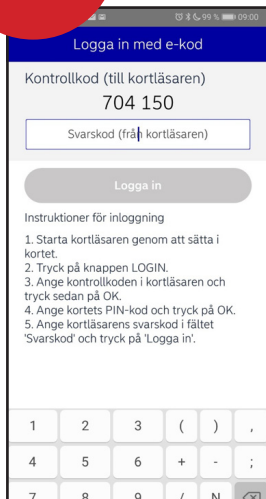 99 % 09:00
Logga in med e-kod
Kontrollkod (till kortläsaren)
704 150
Svarskod (från kortläsaren)
Logga in
Instruktioner för inloggning
1. Starta kortläsaren genom att sätta i
kortet.
2. Tryck på knappen LOGIN.
3. Ange kontrollkoden i kortläsaren och
tryck sedan på OK.
4. Ange kortets PIN-kod och tryck på OK.
5. Ange kortläsarens svarskod i fältet
'Svarskod' och tryck på 'Logga in'.
1 2 3 ( ) ,
4 5 6 + - ;
7 8 9 / N